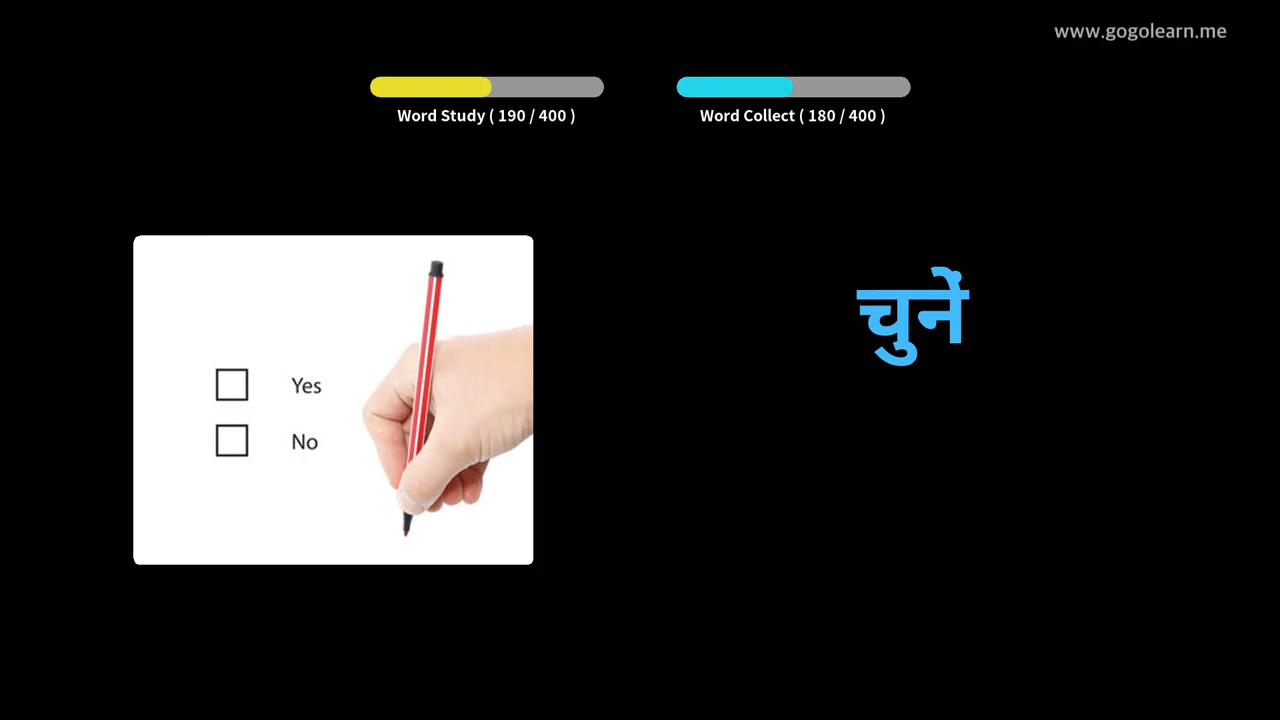 www.gogolearn.me
Word Study ( 190 / 400 )
Word Collect ( 180 / 400 )
चुनें
Yes
No